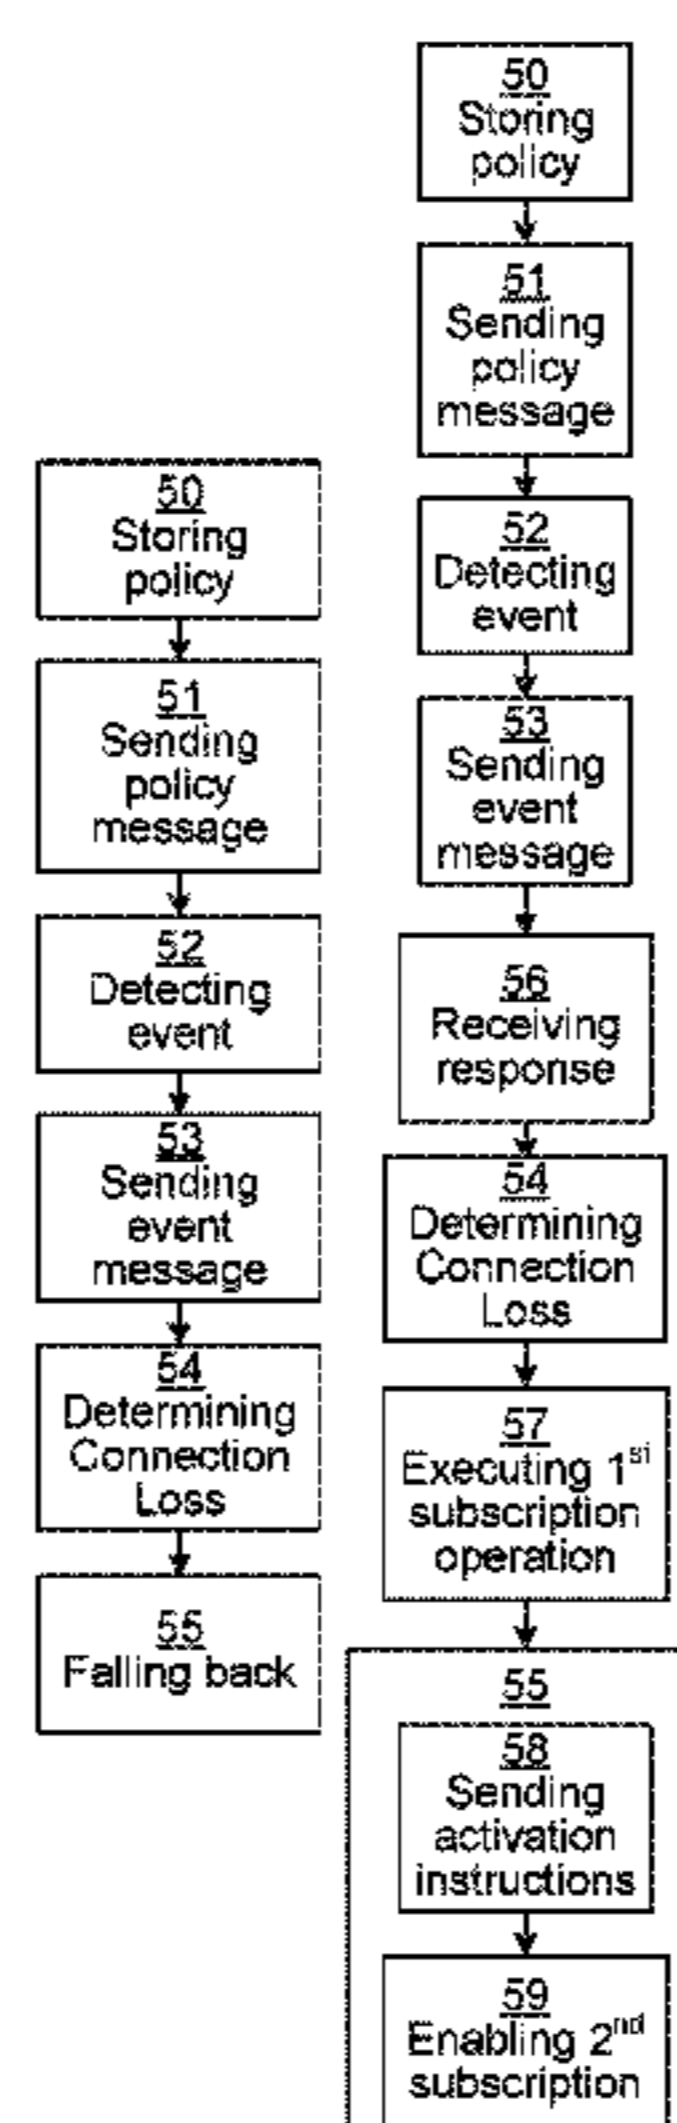 50
Storing
policy
51
Sending
policy
message
52
Detecting
event
53
Sending
event
message
54
Determining
Connection
Loss
55
Falling back
50
Storing
policy
51
Sending
policy
message
52
Detecting
event
53
Sending
event
message
56
Receiving
response
54
Determining
Connection
Loss
57
Executing 1st
subscription
operation
55
58
Sending
activation
instructions
59
Enabling 2nd
subscription